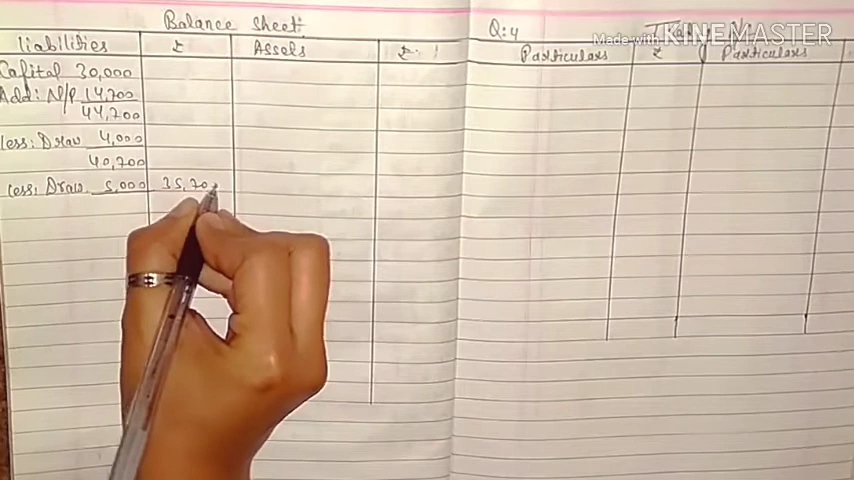 Balance Sheet:
Liabilities ₹ Assets ₹
Capital 30,000
Add: N/P 14,700
44,700
Less: Draw 4,000
40,700
Less: Draw 5,000 35,70
Q:4
Made with KINEMASTER
Particulars ₹ Particulars